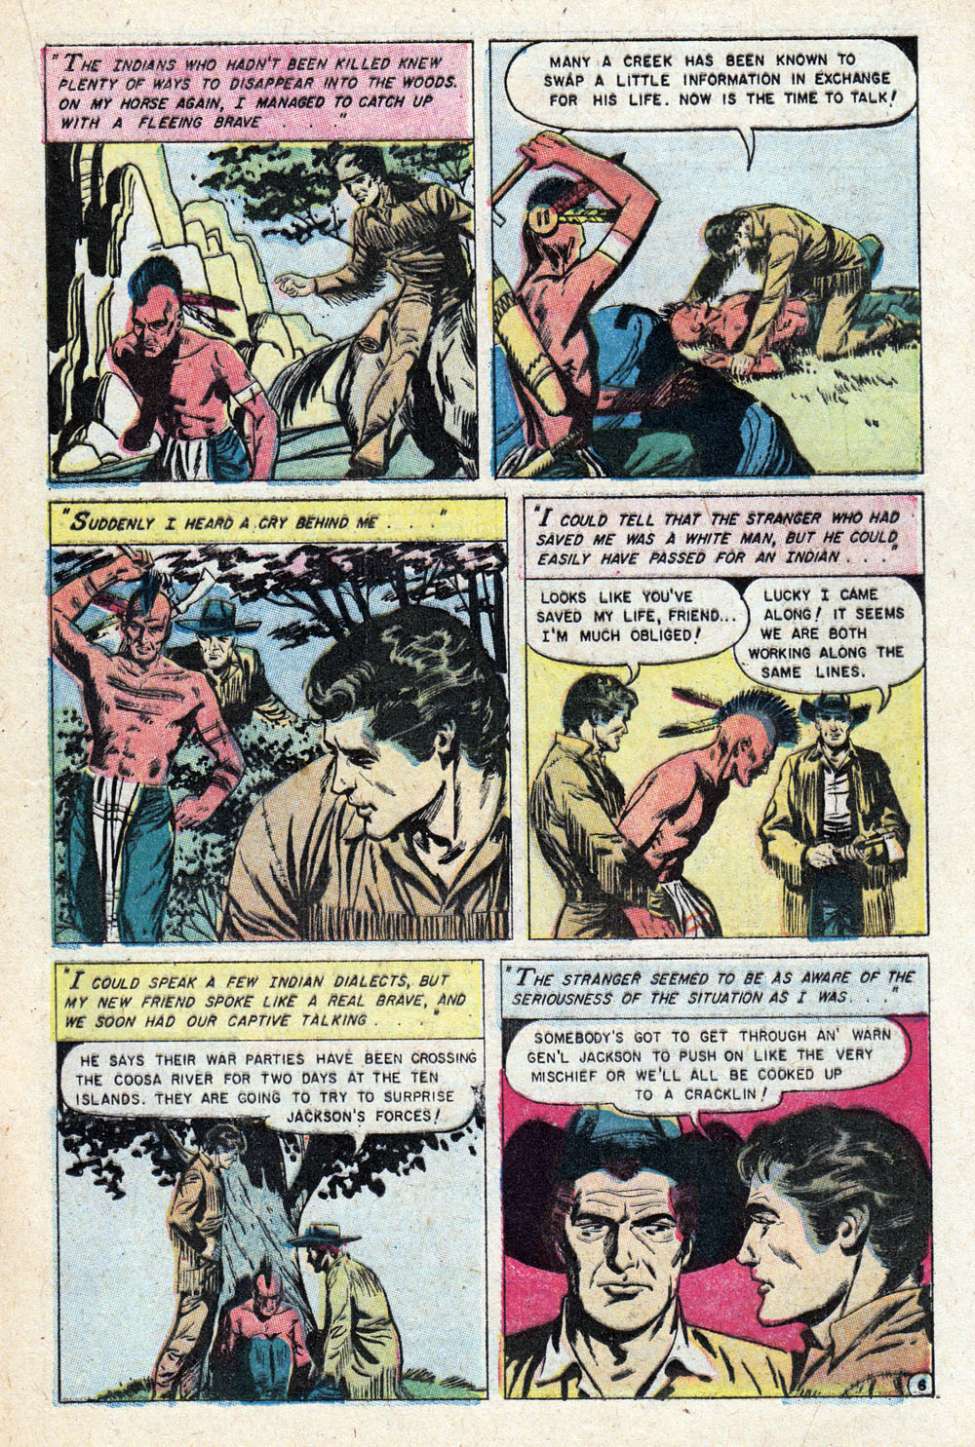 "THE INDIANS WHO HADN'T BEEN KILLED KNEW
PLENTY OF WAYS TO DISAPPEAR INTO THE WOODS.
ON MY HORSE AGAIN, I MANAGED TO CATCH UP
WITH A FLEEING BRAVE . . . ."
MANY A CREEK HAS BEEN KNOWN TO
SWAP A LITTLE INFORMATION IN EXCHANGE
FOR HIS LIFE. NOW IS THE TIME TO TALK!
"SUDDENLY I HEARD A CRY BEHIND ME . . . ."
"I COULD TELL THAT THE STRANGER WHO HAD
SAVED ME WAS A WHITE MAN, BUT HE COULD
EASILY HAVE PASSED FOR AN INDIAN . . ."
LOOKS LIKE YOU'VE
SAVED MY LIFE, FRIEND...
I'M MUCH OBLIGED!
LUCKY I CAME
ALONG! IT SEEMS
WE ARE BOTH
WORKING ALONG THE
SAME LINES.
"I COULD SPEAK A FEW INDIAN DIALECTS, BUT
MY NEW FRIEND SPOKE LIKE A REAL BRAVE, AND
WE SOON HAD OUR CAPTIVE TALKING . . . ."
HE SAYS THEIR WAR PARTIES HAVE BEEN CROSSING
THE COOSA RIVER FOR TWO DAYS AT THE TEN
ISLANDS. THEY ARE GOING TO TRY TO SURPRISE
JACKSON'S FORCES!
"THE STRANGER SEEMED TO BE AS AWARE OF THE
SERIOUSNESS OF THE SITUATION AS I WAS. . ."
SOMEBODY'S GOT TO GET THROUGH AN' WARN
GEN'L JACKSON TO PUSH ON LIKE THE VERY
MISCHIEF OR WE'LL ALL BE COOKED UP
TO A CRACKLIN!
6